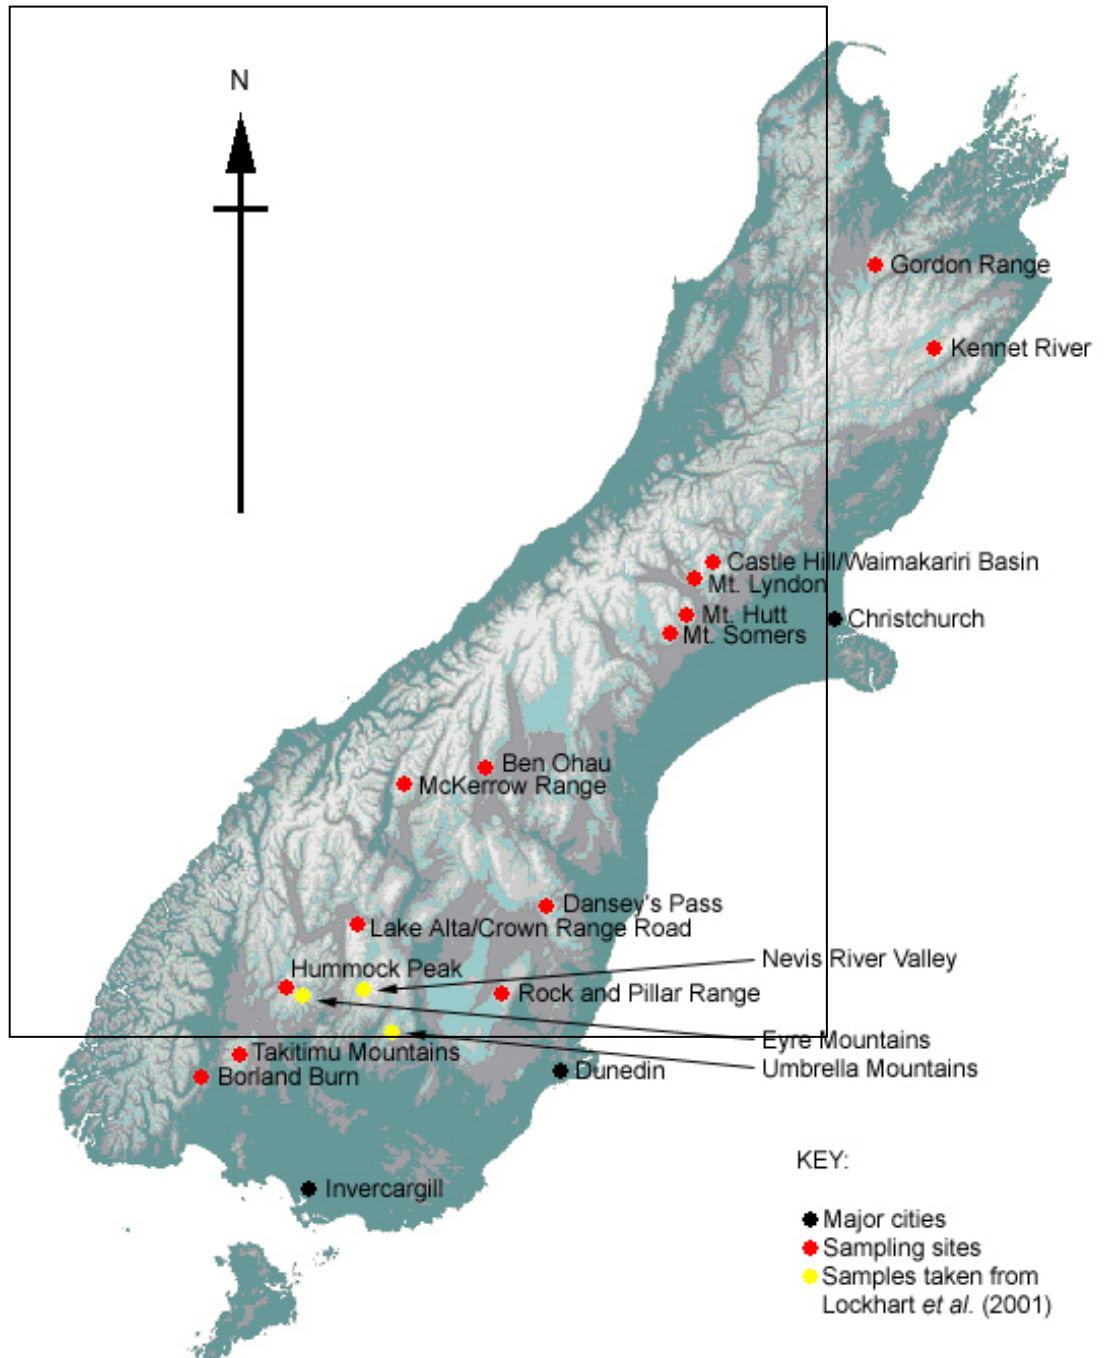 N
Gordon Range
Kennet River
Castle Hill/Waimakariri Basin
Mt. Lyndon
Mt. Hutt
Christchurch
Mt. Somers
Ben Ohau
McKerrow Range
Dansey's Pass
Lake Alta/Crown Range Road
Nevis River Valley
Hummock Peak
Rock and Pillar Range
Eyre Mountains
Takitimu Mountains
Umbrella Mountains
Borland Burn
Dunedin
KEY:
Invercargill
Major cities
Sampling sites
Samples taken from
Lockhart et al. (2001)